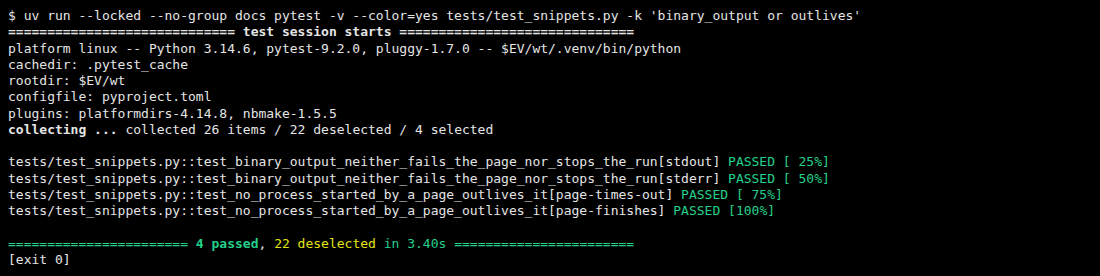 $ uv run --locked --no-group docs pytest -v --color=yes tests/test_snippets.py -k 'binary_output or outlives'
============================= test session starts ==============================
platform linux -- Python 3.14.6, pytest-9.2.0, pluggy-1.7.0 -- $EV/wt/.venv/bin/python
cachedir: .pytest_cache
rootdir: $EV/wt
configfile: pyproject.toml
plugins: platformdirs-4.14.8, nbmake-1.5.5
collecting ... collected 26 items / 22 deselected / 4 selected
tests/test_snippets.py::test_binary_output_neither_fails_the_page_nor_stops_the_run[stdout] PASSED [ 25%]
tests/test_snippets.py::test_binary_output_neither_fails_the_page_nor_stops_the_run[stderr] PASSED [ 50%]
tests/test_snippets.py::test_no_process_started_by_a_page_outlives_it[page-times-out] PASSED [ 75%]
tests/test_snippets.py::test_no_process_started_by_a_page_outlives_it[page-finishes] PASSED [100%]
======================= 4 passed, 22 deselected in 3.40s =======================
[exit 0]